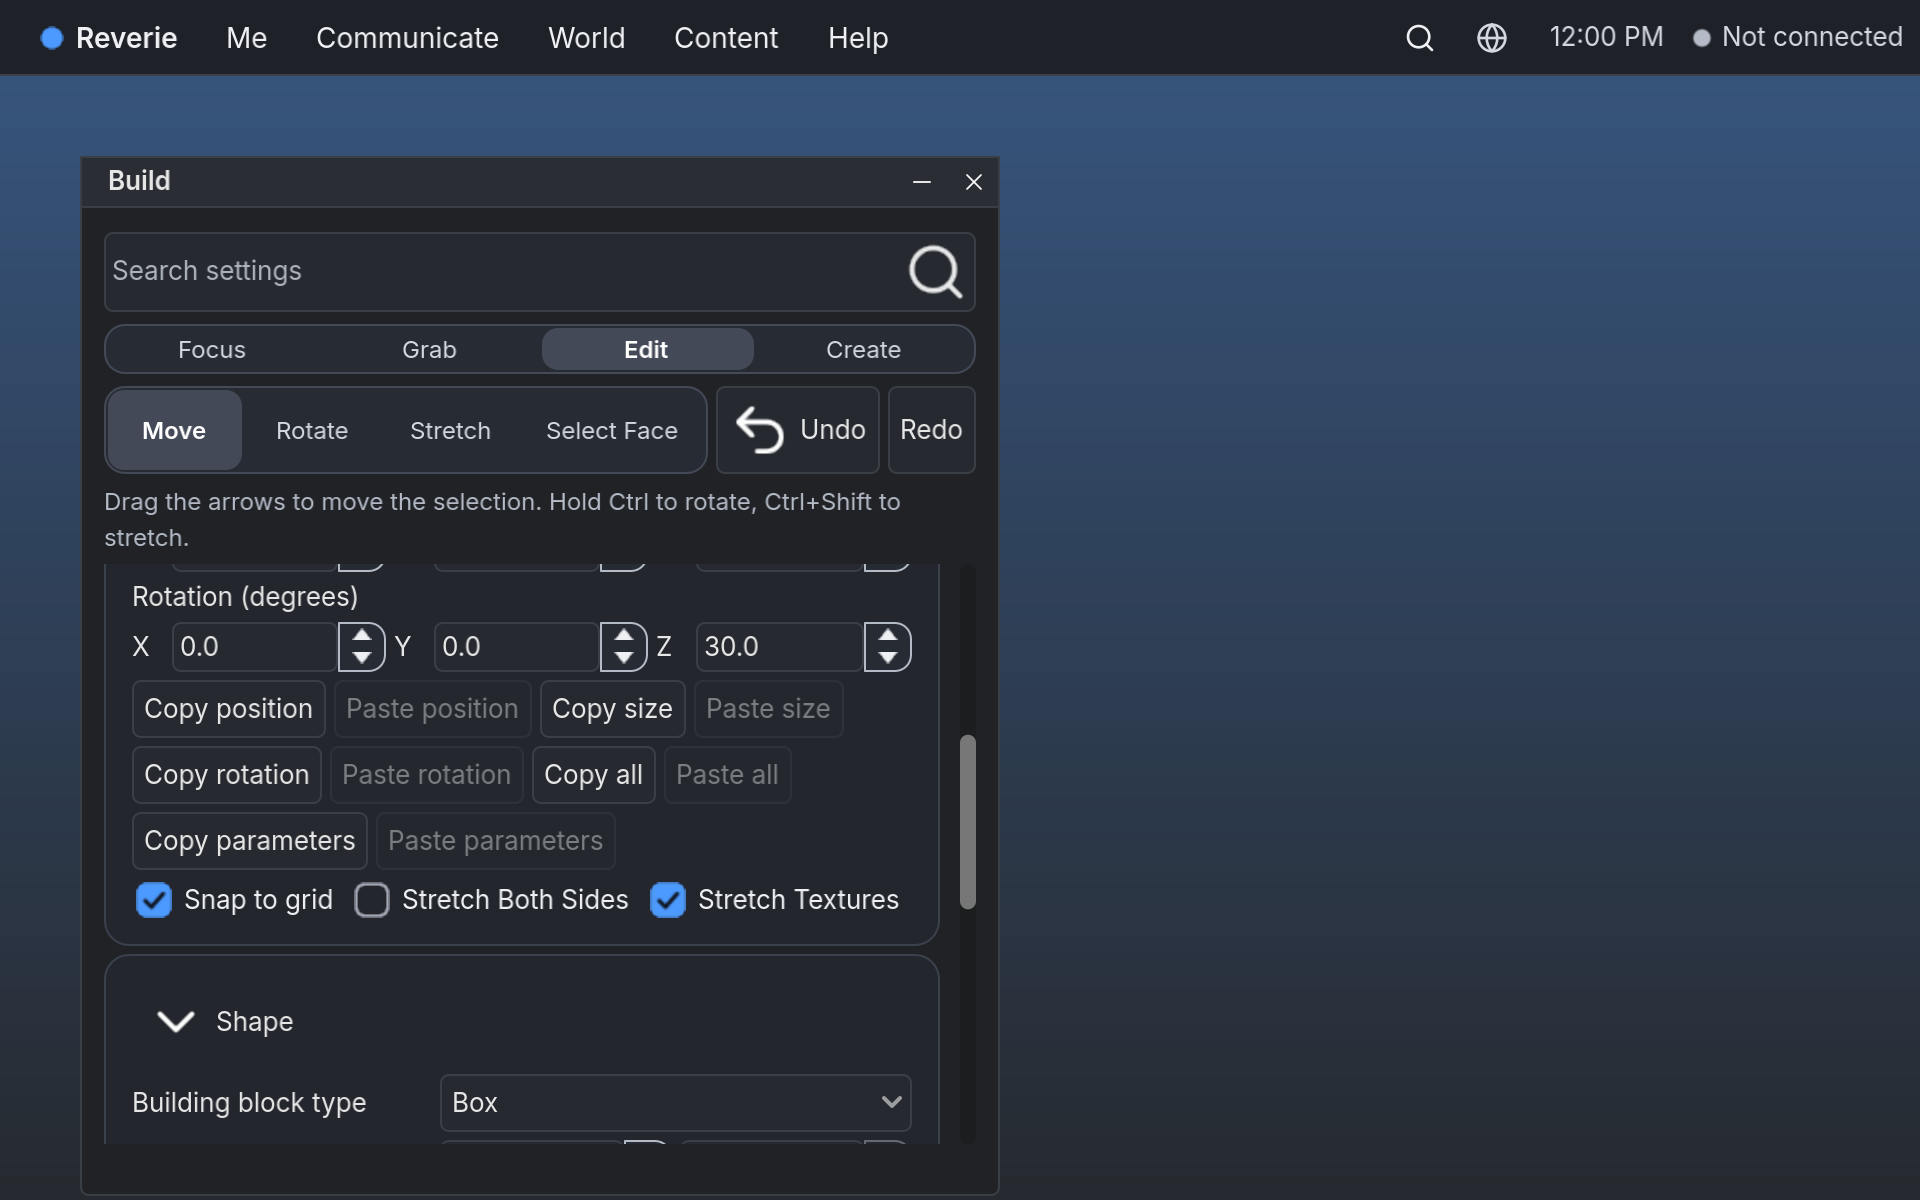 Reverie Me Communicate World Content Help 12:00 PM Not connected
Build
Search settings
Focus Grab Edit Create
Move Rotate Stretch Select Face Undo Redo
Drag the arrows to move the selection. Hold Ctrl to rotate, Ctrl+Shift to
stretch.
Rotation (degrees)
X 0.0 Y 0.0 Z 30.0
Copy position Paste position Copy size Paste size
Copy rotation Paste rotation Copy all Paste all
Copy parameters Paste parameters
Snap to grid Stretch Both Sides Stretch Textures
Shape
Building block type Box